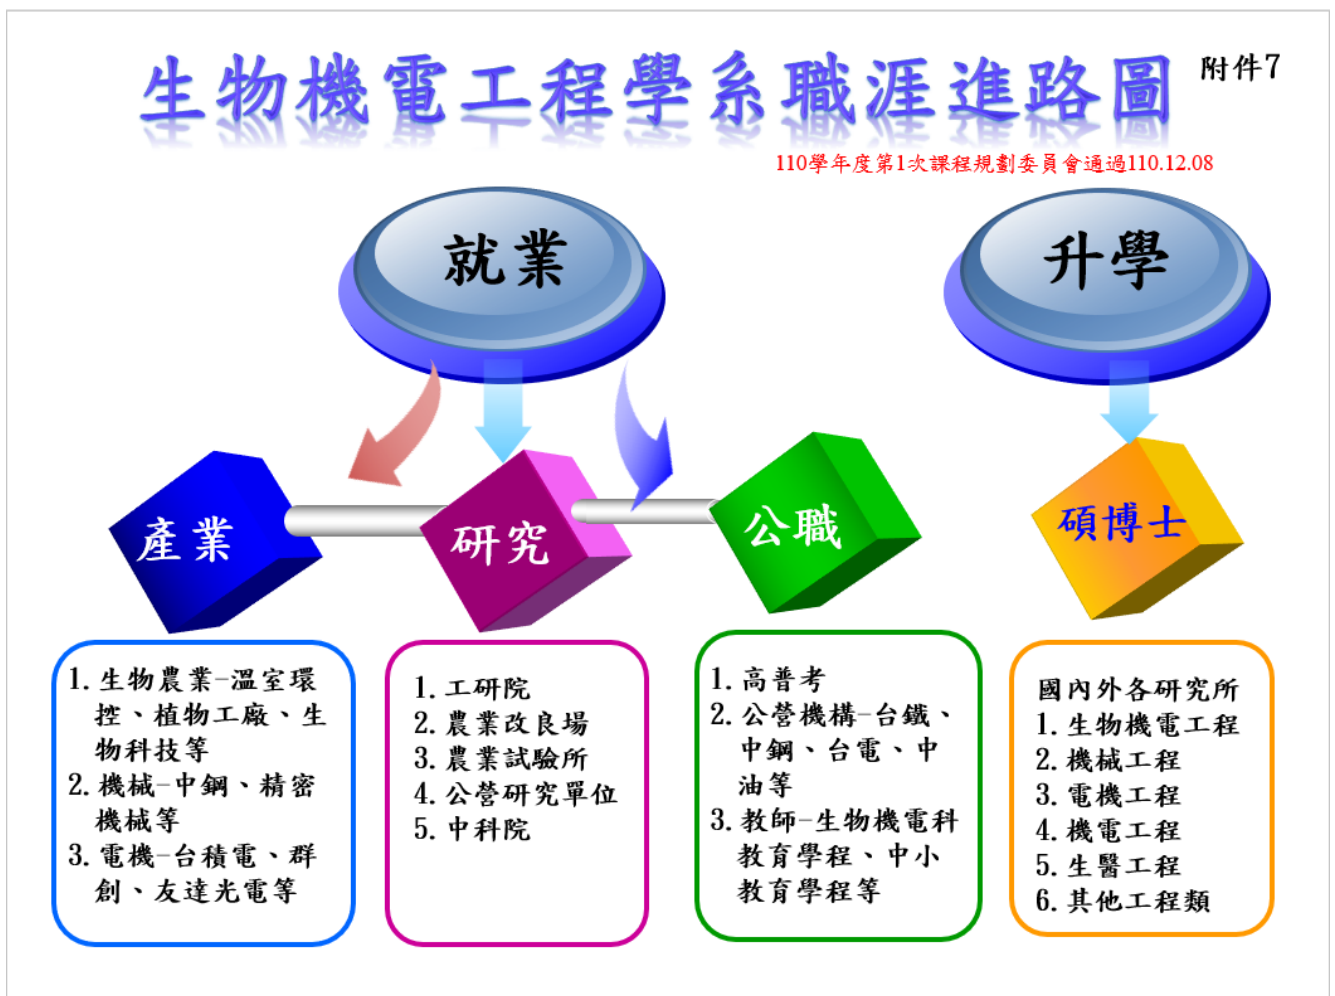 生物機電工程學系職涯進路圖
附件7
110學年度第1次課程規劃委員會通過110.12.08
就業
升學
產業
研究
公職
碩博士
1. 生物農業-溫室環
控、植物工廠、生
物科技等
2. 機械-中鋼、精密
機械等
3. 電機-台積電、群
創、友達光電等
1. 工研院
2. 農業改良場
3. 農業試驗所
4. 公營研究單位
5. 中科院
1. 高普考
2. 公營機構-台鐵、
中鋼、台電、中
油等
3. 教師-生物機電科
教育學程、中小
教育學程等
國內外各研究所
1. 生物機電工程
2. 機械工程
3. 電機工程
4. 機電工程
5. 生醫工程
6. 其他工程類